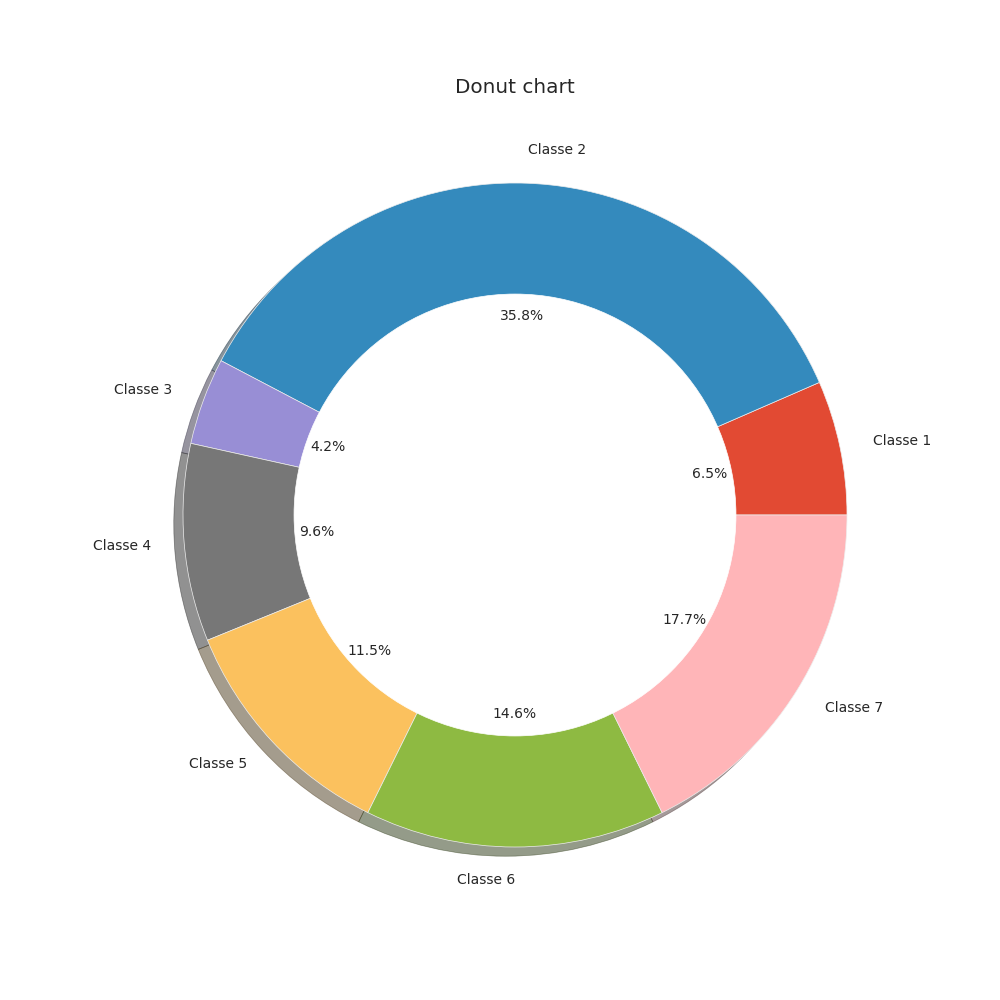 Donut chart
Classe 2
35.8%
Classe 3
4.2%
Classe 1
6.5%
9.6%
Classe 4
17.7%
11.5%
Classe 7
14.6%
Classe 5
Classe 6